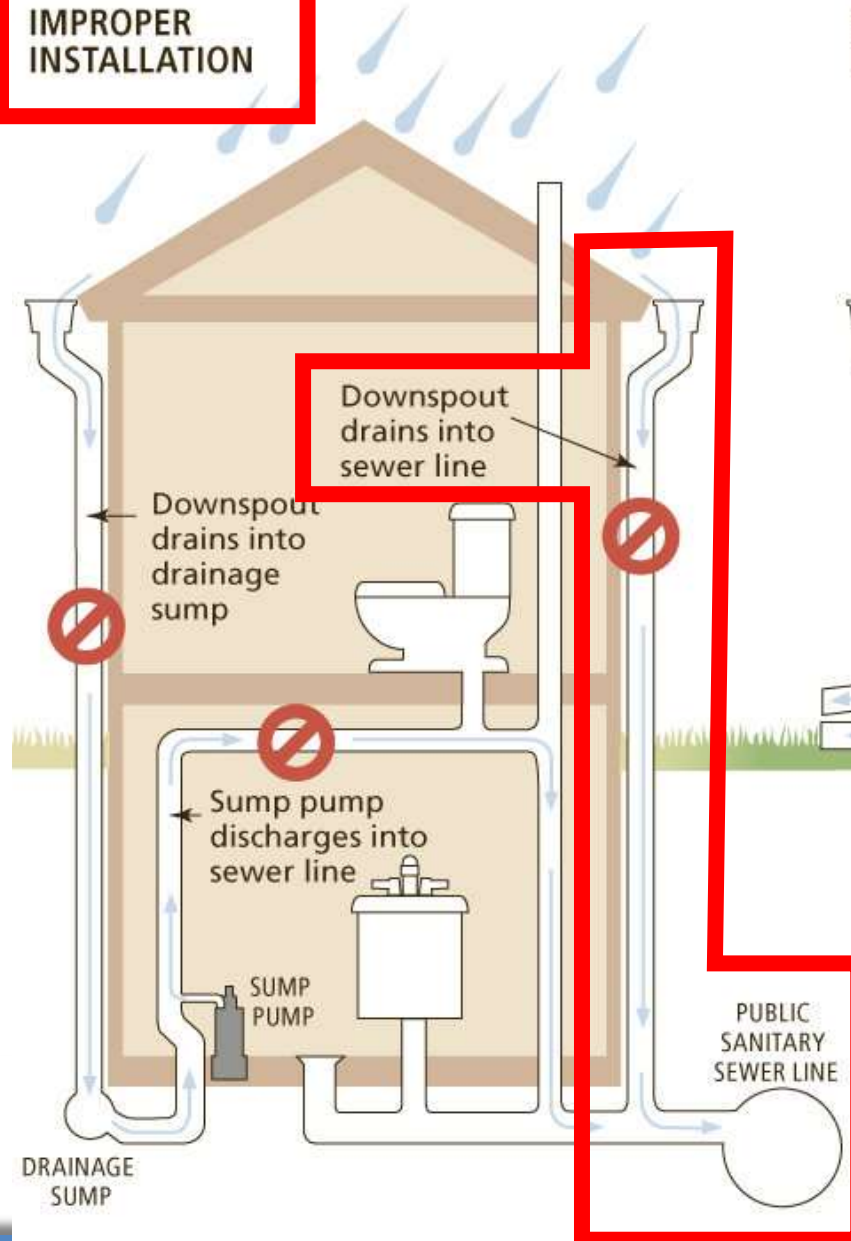 IMPROPER
INSTALLATION
Downspout
drains into
sewer line
Downspout
drains into
drainage
sump
Sump pump
discharges into
sewer line
SUMP
PUMP
PUBLIC
SANITARY
SEWER LINE
DRAINAGE
SUMP